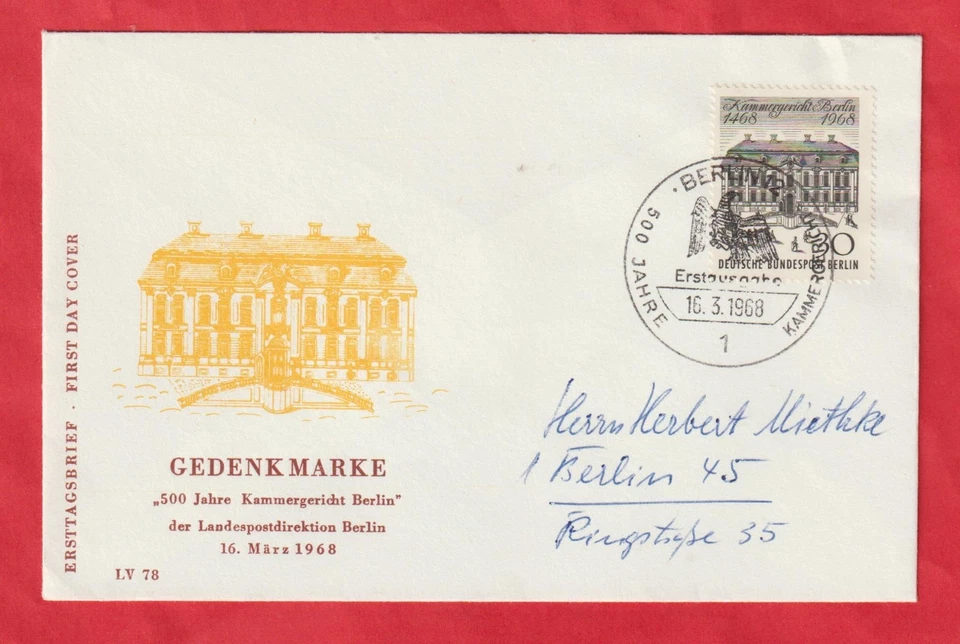 Kammergericht Berlin
1468 1968
30
DEUTSCHE BUNDESPOST BERLIN
· BERLIN 12 ·
500 JAHRE
KAMMERGERICHT
Erstausgabe
16.3.1968
1
ERSTTAGSBRIEF · FIRST DAY COVER
GEDENKMARKE
„500 Jahre Kammergericht Berlin”
der Landespostdirektion Berlin
16. März 1968
LV 78
Herrn Herbert Miethke
1 Berlin 45
Ringstraße 35